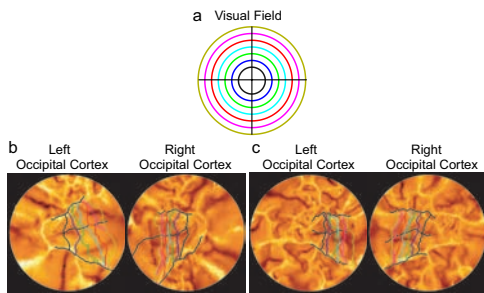 a Visual Field
b Left Occipital Cortex
Right Occipital Cortex
c Left Occipital Cortex
Right Occipital Cortex